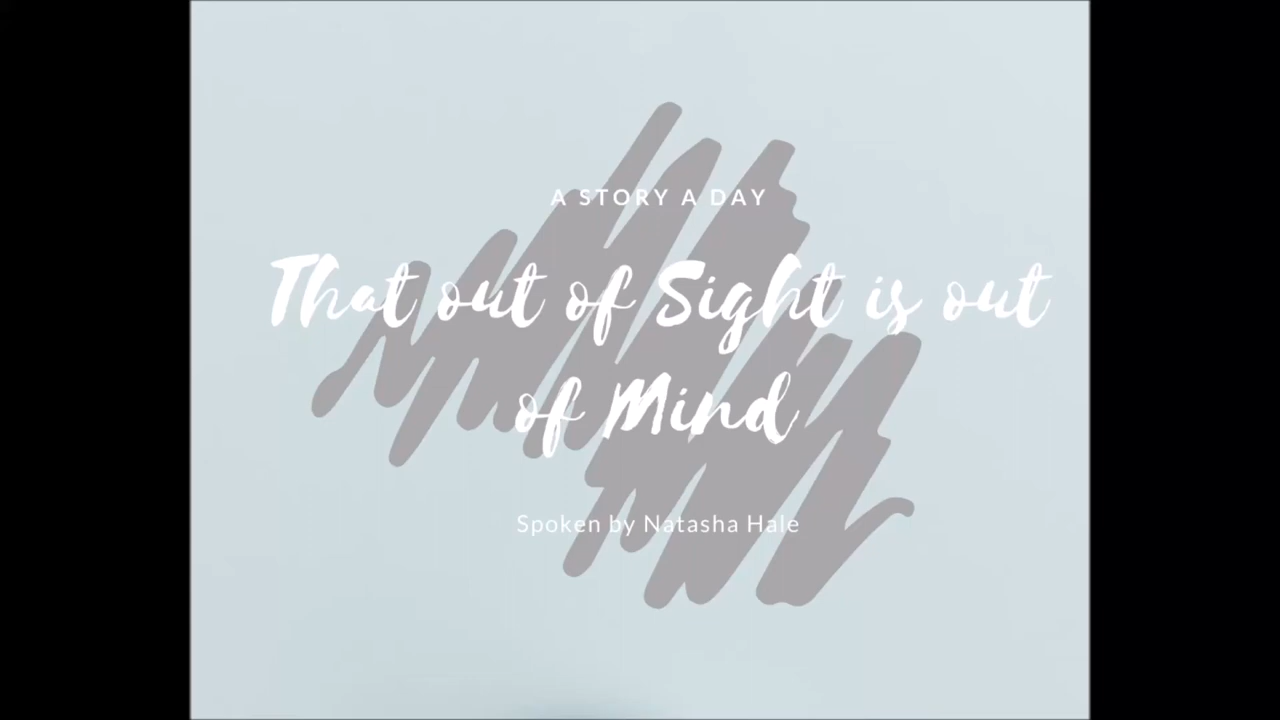 A STORY A DAY
That out of Sight is out
of Mind
Spoken by Natasha Hale